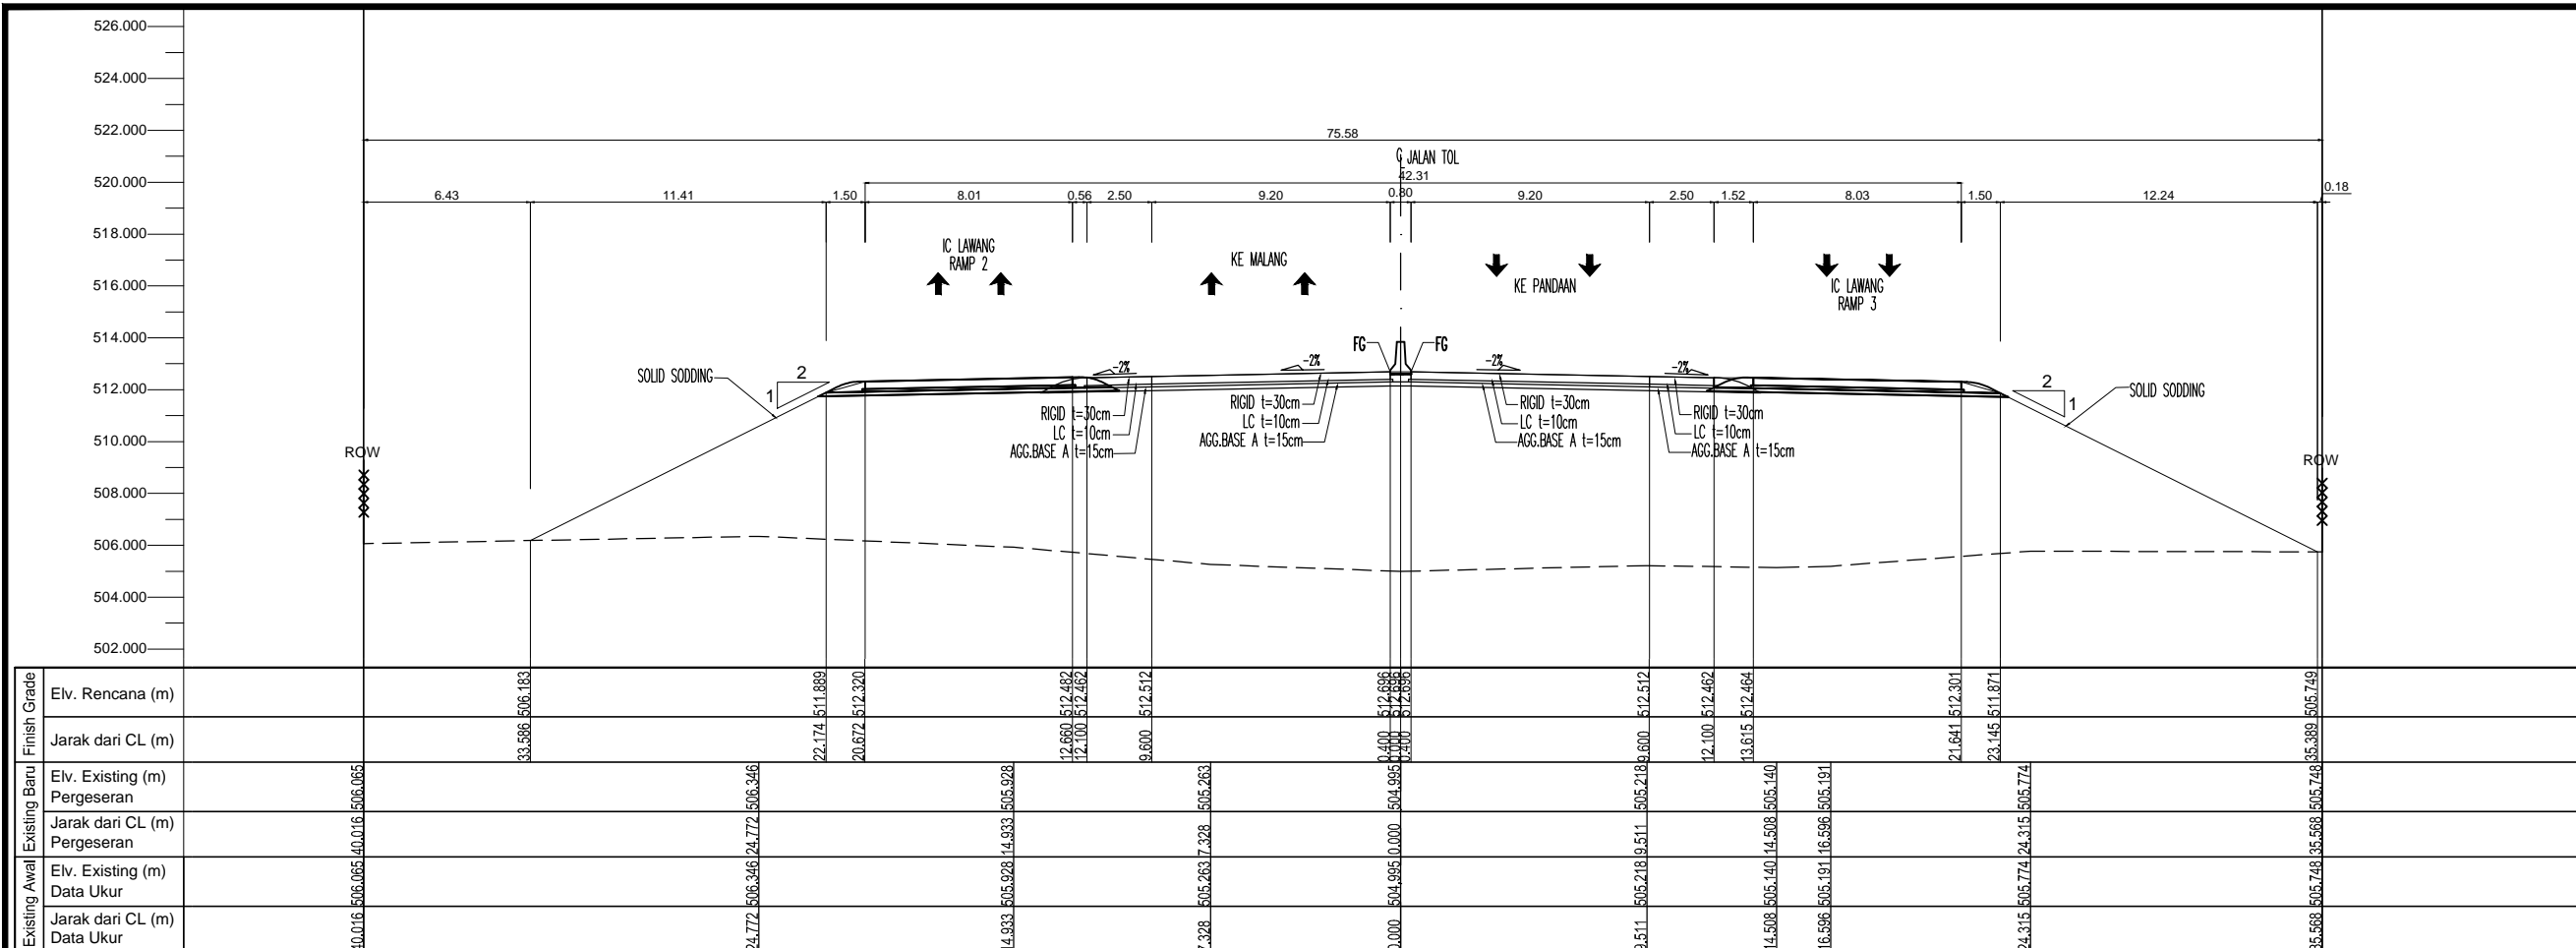 526.000
524.000
522.000
520.000
518.000
516.000
514.000
512.000
510.000
508.000
506.000
504.000
502.000
75.58
JALAN TOL
42.31
6.43 11.41 1.50 8.01 0.56 2.50 9.20 0.80 9.20 2.50 1.52 8.03 1.50 12.24 0.18
IC LAWANG
RAMP 2
KE MALANG
KE PANDAAN
IC LAWANG
RAMP 3
FG FG
-2% -2% -2% -2%
SOLID SODDING
2
1
2
1
SOLID SODDING
RIGID t=30cm
LC t=10cm
AGG.BASE A t=15cm
RIGID t=30cm
LC t=10cm
AGG.BASE A t=15cm
RIGID t=30cm
LC t=10cm
AGG.BASE A t=15cm
RIGID t=30cm
LC t=10cm
AGG.BASE A t=15cm
ROW
ROW
Finish Grade
Elv. Rencana (m)
506.183 511.889 512.320 512.482 512.462 512.512 512.696 512.696 512.696 512.512 512.462 512.464 512.301 511.871 505.749
Jarak dari CL (m)
33.586 22.174 20.672 12.660 12.100 9.600 0.400 0.000 0.400 9.600 12.100 13.615 21.641 23.145 35.389
Existing Baru
Elv. Existing (m)
Pergeseran
506.065 506.346 505.928 505.263 504.995 505.218 505.140 505.191 505.774 505.748
Jarak dari CL (m)
Pergeseran
40.016 24.772 14.933 7.328 0.000 9.511 14.508 16.596 24.315 35.568
Existing Awal
Elv. Existing (m)
Data Ukur
506.065 506.346 505.928 505.263 504.995 505.218 505.140 505.191 505.774 505.748
Jarak dari CL (m)
Data Ukur
40.016 24.772 14.933 7.328 0.000 9.511 14.508 16.596 24.315 35.568